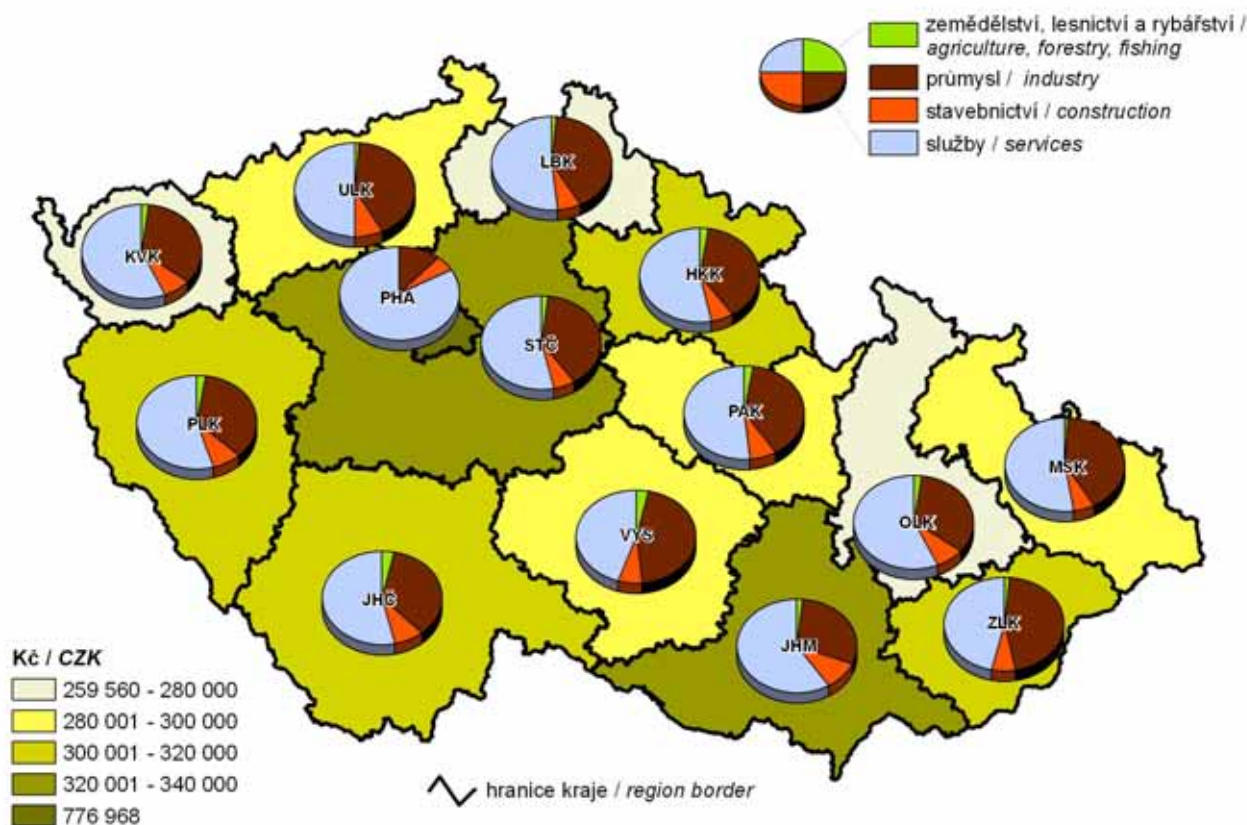 zemědělství, lesnictví a rybářství /
agriculture, forestry, fishing
průmysl / industry
stavebnictví / construction
služby / services
LBK
ULK
KVK
HKK
PHA
STČ
PLK
PAK
MSK
OLK
VYS
JHČ
ZLK
JHM
Kč / CZK
259 560 - 280 000
280 001 - 300 000
300 001 - 320 000
320 001 - 340 000
776 968
hranice kraje / region border